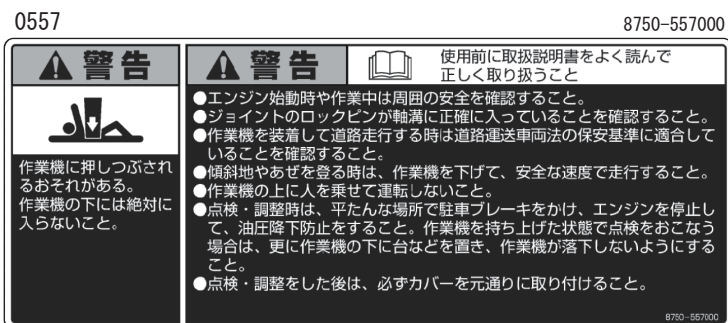 0557
8750-557000
警告
作業機に押しつぶされ
るおそれがある。
作業機の下には絶対に
入らないこと。
警告
使用前に取扱説明書をよく読んで
正しく取り扱うこと
●エンジン始動時や作業中は周囲の安全を確認すること。
●ジョイントのロックピンが軸溝に正確に入っていることを確認すること。
●作業機を装着して道路走行する時は道路運送車両法の保安基準に適合して
いることを確認すること。
●傾斜地やあぜを登る時は、作業機を下げて、安全な速度で走行すること。
●作業機の上に人を乗せて運転しないこと。
●点検・調整時は、平たんな場所で駐車ブレーキをかけ、エンジンを停止し
て、油圧降下防止をすること。作業機を持ち上げた状態で点検をおこなう
場合は、更に作業機の下に台などを置き、作業機が落下しないようにする
こと。
●点検・調整をした後は、必ずカバーを元通りに取り付けること。
8750-557000